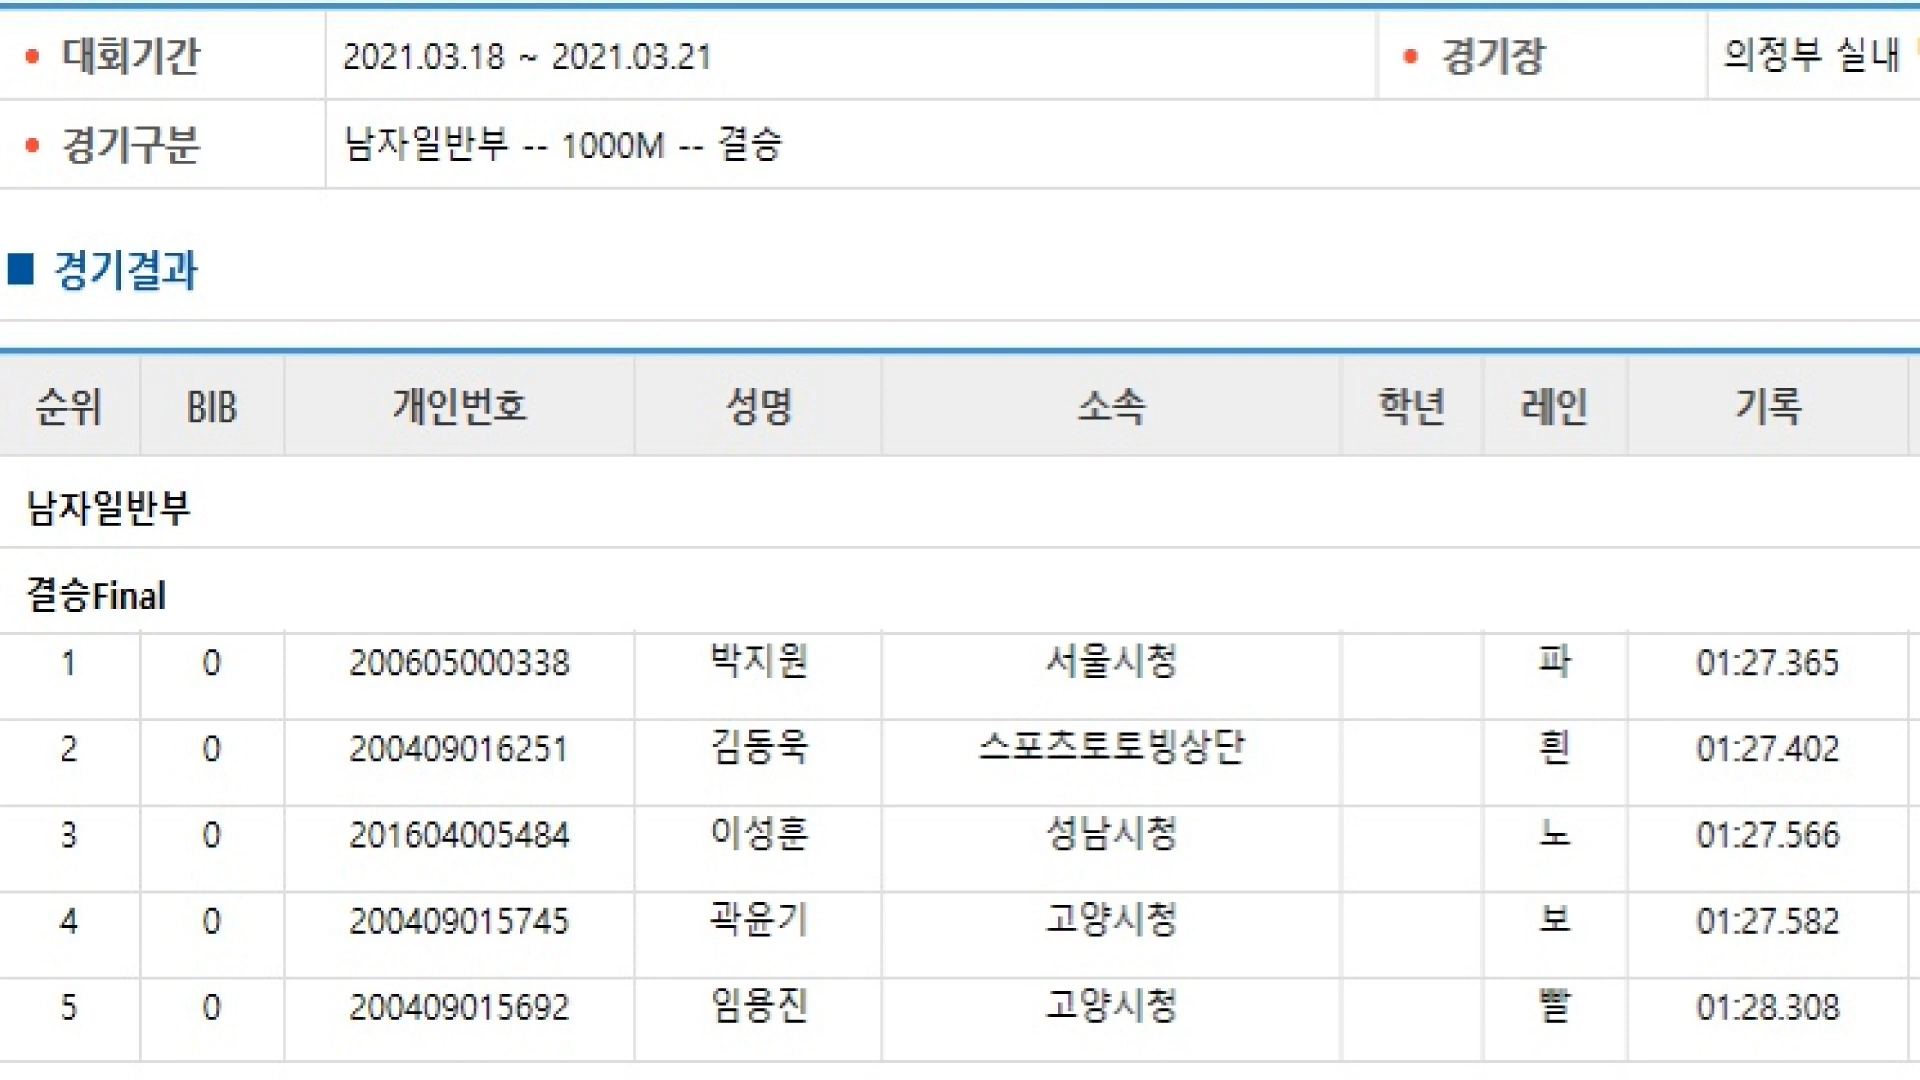 대회기간 2021.03.18 ~ 2021.03.21 경기장 의정부 실내
경기구분 남자일반부 -- 1000M -- 결승
경기결과
순위 BIB 개인번호 성명 소속 학년 레인 기록
남자일반부
결승Final
1 0 200605000338 박지원 서울시청 파 01:27.365
2 0 200409016251 김동욱 스포츠토토빙상단 흰 01:27.402
3 0 201604005484 이성훈 성남시청 노 01:27.566
4 0 200409015745 곽윤기 고양시청 보 01:27.582
5 0 200409015692 임용진 고양시청 빨 01:28.308